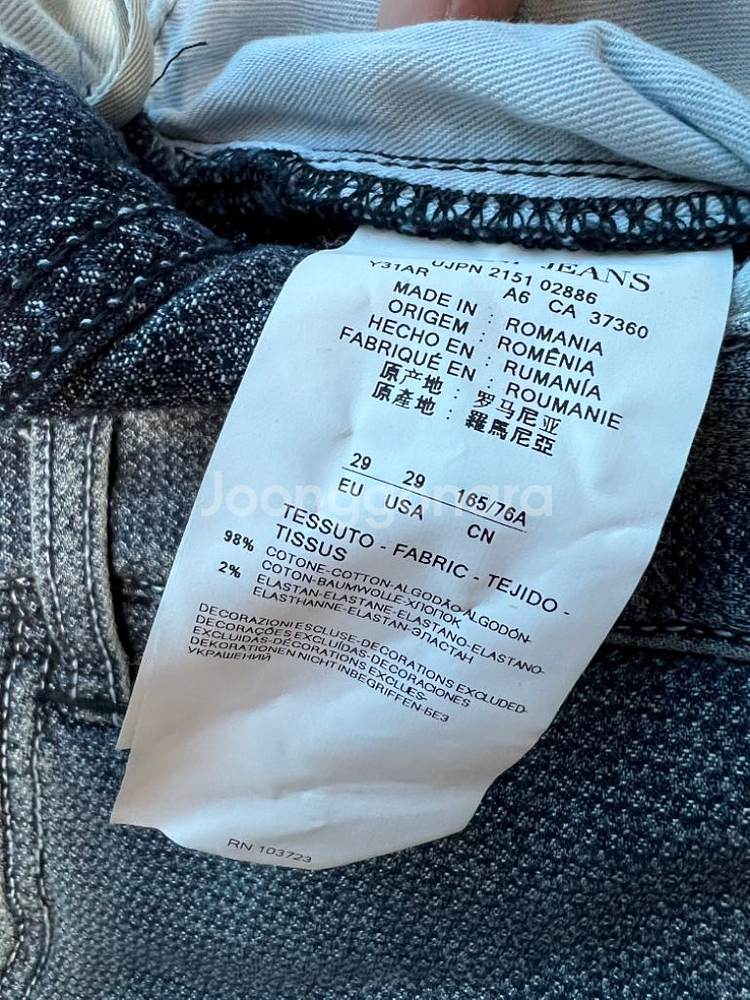 JEANS
Y31AR UJPN 2151 02886
A6 CA 37360
MADE IN : ROMANIA
ORIGEM : ROMÊNIA
HECHO EN : RUMANÍA
FABRIQUÉ EN : ROUMANIE
原产地 : 罗马尼亚
原產地 : 羅馬尼亞
29 29 165/76A
EU USA CN
Joonggonara
TESSUTO - FABRIC - TEJIDO -
TISSUS
98% COTONE-COTTON-ALGODÃO-ALGODÓN-
COTON-BAUMWOLLE-ХЛОПОК
2% ELASTAN-ELASTANE-ELASTANO-ELASTANO-
ELASTHANNE-ELASTAN-ЭЛАСТАН
DECORAZIONI ESCLUSE-DECORATIONS EXCLUDED-
DECORAÇÕES EXCLUÍDAS-DECORACIONES
EXCLUIDAS-DÉCORATIONS EXCLUES-
DEKORATIONEN NICHT INBEGRIFFEN-БЕЗ
УКРАШЕНИЙ
RN 103723